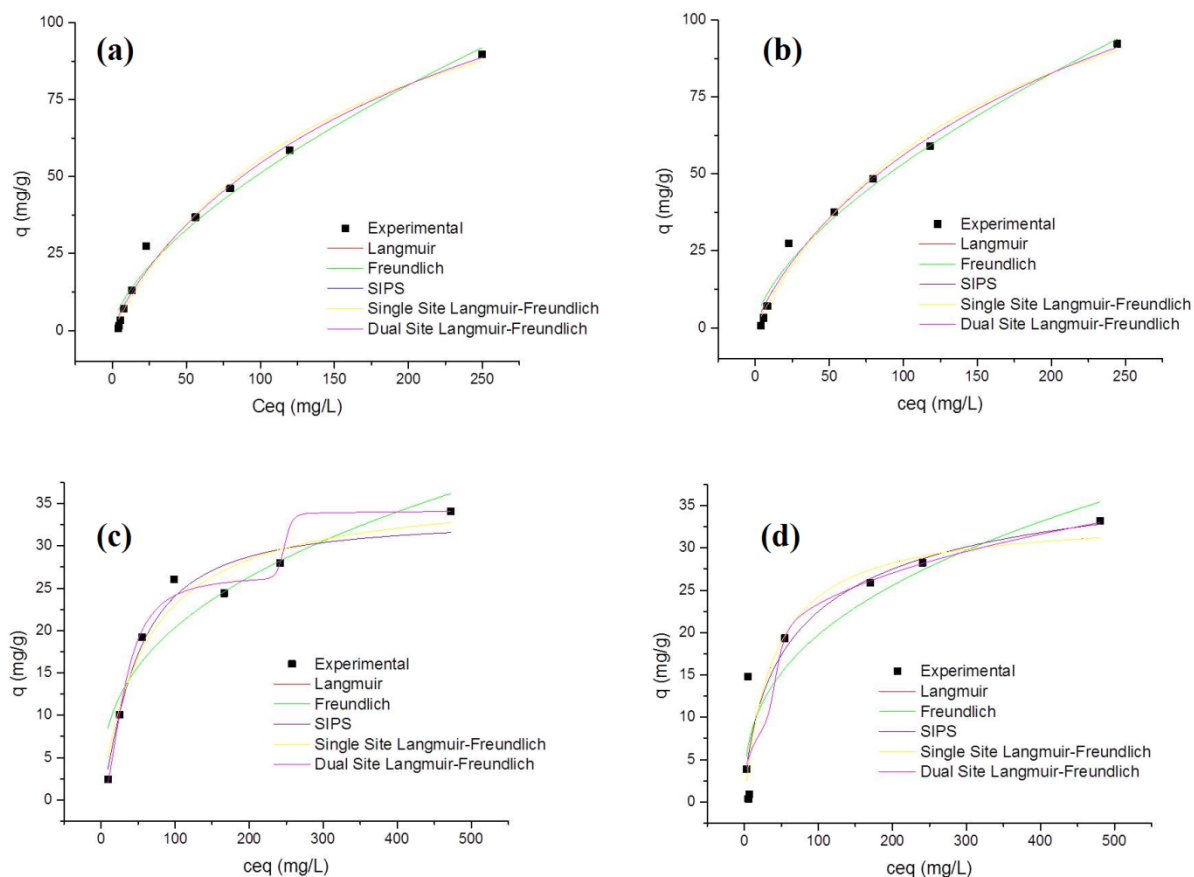 (a)
100
75
50
25
0
q (mg/g)
Experimental
Langmuir
Freundlich
SIPS
Single Site Langmuir-Freundlich
Dual Site Langmuir-Freundlich
0 50 100 150 200 250
Ceq (mg/L)
(b)
100
75
50
25
0
q (mg/g)
Experimental
Langmuir
Freundlich
SIPS
Single Site Langmuir-Freundlich
Dual Site Langmuir-Freundlich
0 50 100 150 200 250
ceq (mg/L)
(c)
35
30
25
20
15
10
5
0
q (mg/g)
Experimental
Langmuir
Freundlich
SIPS
Single Site Langmuir-Freundlich
Dual Site Langmuir-Freundlich
0 100 200 300 400 500
ceq (mg/L)
(d)
35
30
25
20
15
10
5
0
q (mg/g)
Experimental
Langmuir
Freundlich
SIPS
Single Site Langmuir-Freundlich
Dual Site Langmuir-Freundlich
0 100 200 300 400 500
ceq (mg/L)